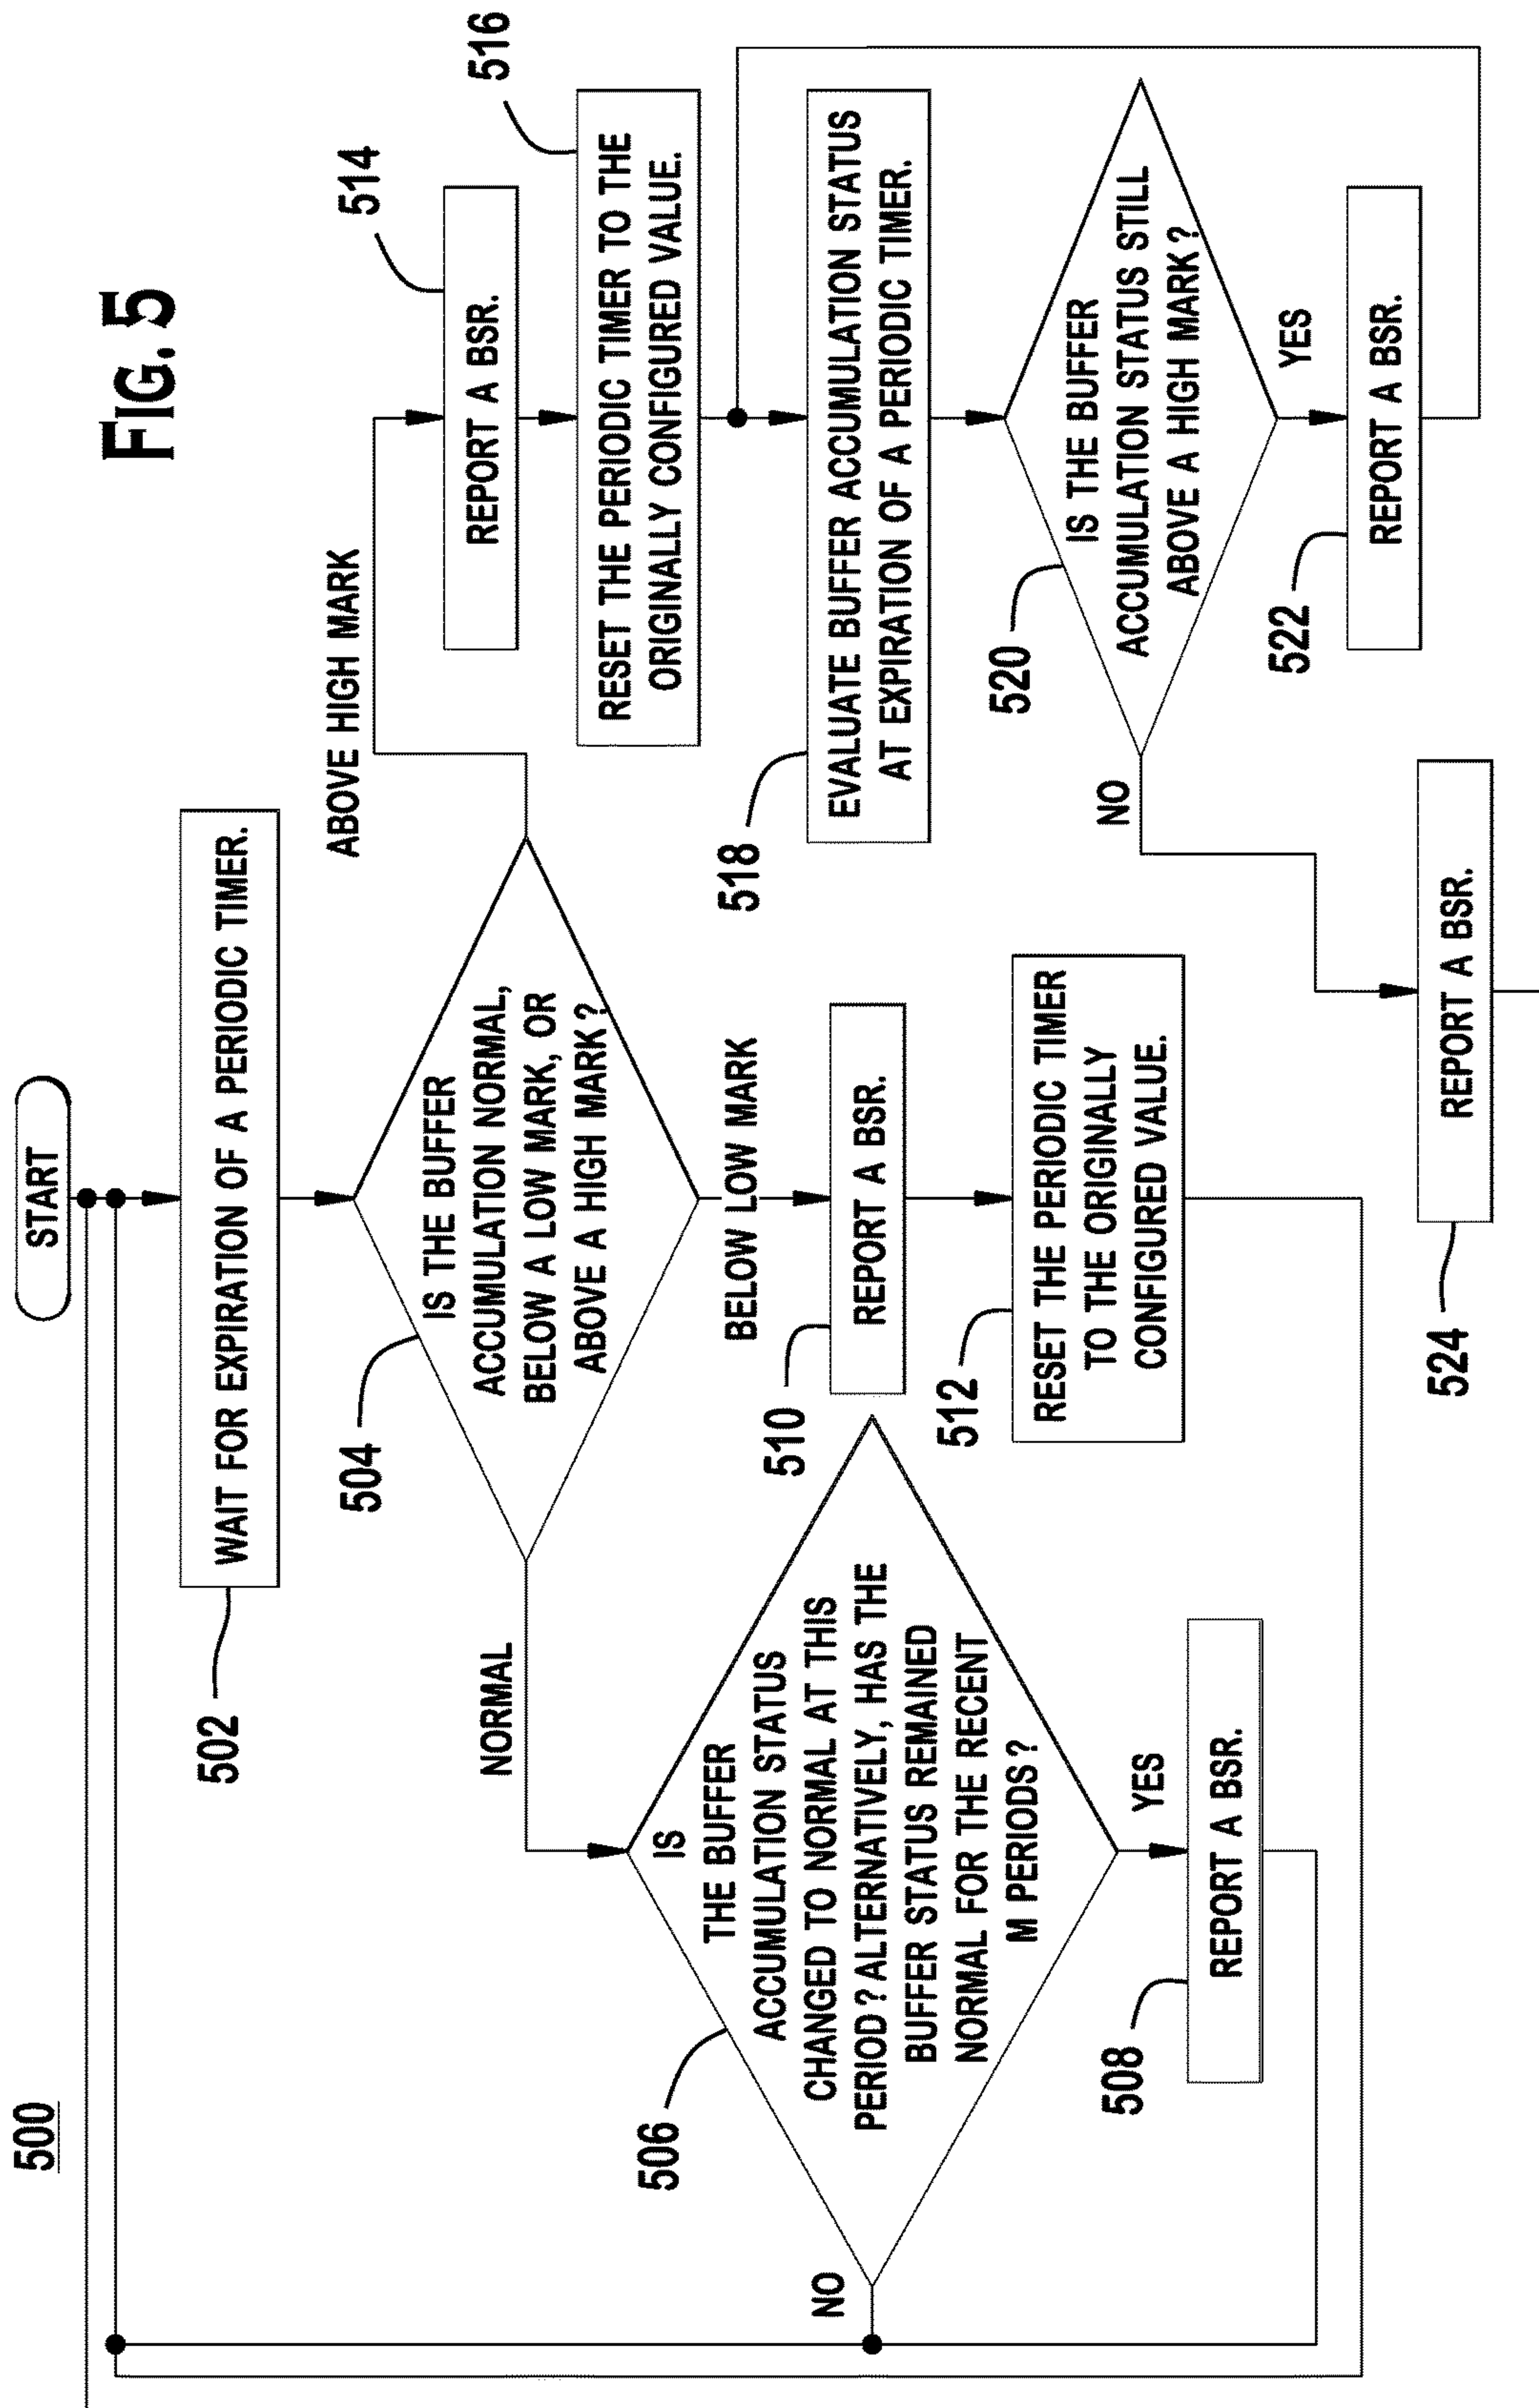 500
FIG. 5
START
WAIT FOR EXPIRATION OF A PERIODIC TIMER.
502
IS THE BUFFER
ACCUMULATION NORMAL,
BELOW A LOW MARK, OR
ABOVE A HIGH MARK?
504
NORMAL
BELOW LOW MARK
ABOVE HIGH MARK
IS
THE BUFFER
ACCUMULATION STATUS
CHANGED TO NORMAL AT THIS
PERIOD? ALTERNATIVELY, HAS THE
BUFFER STATUS REMAINED
NORMAL FOR THE RECENT
M PERIODS?
506
NO
YES
REPORT A BSR.
508
REPORT A BSR.
510
RESET THE PERIODIC TIMER
TO THE ORIGINALLY
CONFIGURED VALUE.
512
REPORT A BSR.
514
RESET THE PERIODIC TIMER TO THE
ORIGINALLY CONFIGURED VALUE.
516
EVALUATE BUFFER ACCUMULATION STATUS
AT EXPIRATION OF A PERIODIC TIMER.
518
IS THE BUFFER
ACCUMULATION STATUS STILL
ABOVE A HIGH MARK?
520
NO
YES
REPORT A BSR.
522
REPORT A BSR.
524